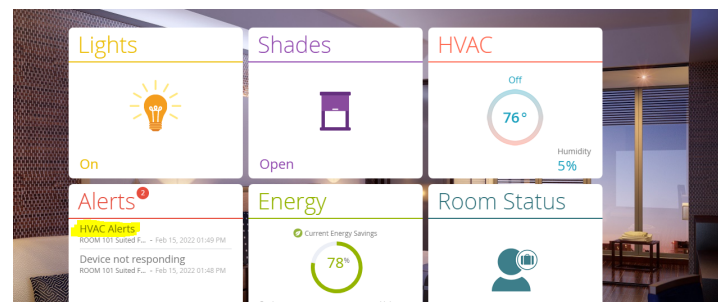 Lights
On
Shades
Open
HVAC
Off
76°
Humidity
5%
Alerts 2
HVAC Alerts
ROOM 101 Suited F... - Feb 15, 2022 01:49 PM
Device not responding
ROOM 101 Suited F... - Feb 15, 2022 01:48 PM
Energy
Current Energy Savings
78%
Room Status